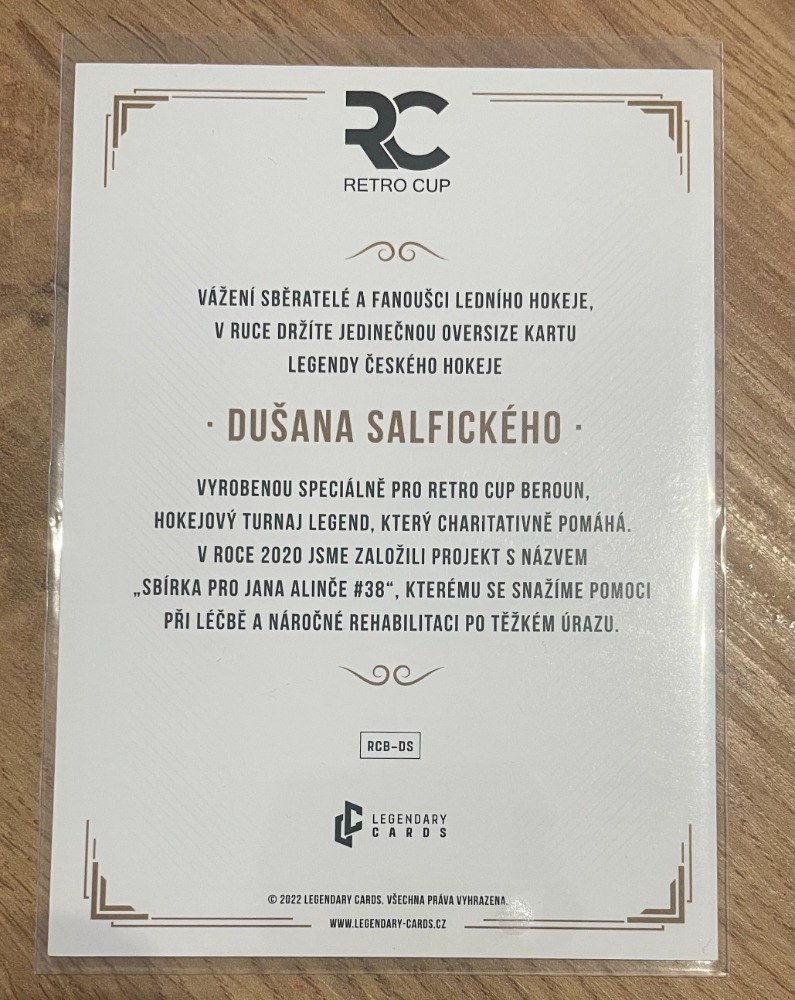 RC
RETRO CUP
VÁŽENÍ SBĚRATELÉ A FANOUŠCI LEDNÍHO HOKEJE,
V RUCE DRŽÍTE JEDINEČNOU OVERSIZE KARTU
LEGENDY ČESKÉHO HOKEJE
· DUŠANA SALFICKÉHO ·
VYROBENOU SPECIÁLNĚ PRO RETRO CUP BEROUN,
HOKEJOVÝ TURNAJ LEGEND, KTERÝ CHARITATIVNĚ POMÁHÁ.
V ROCE 2020 JSME ZALOŽILI PROJEKT S NÁZVEM
„SBÍRKA PRO JANA ALINČE #38“, KTERÉMU SE SNAŽÍME POMOCI
PŘI LÉČBĚ A NÁROČNÉ REHABILITACI PO TĚŽKÉM ÚRAZU.
RCB-DS
LEGENDARY
CARDS
© 2022 LEGENDARY CARDS. VŠECHNA PRÁVA VYHRAZENA.
WWW.LEGENDARY-CARDS.CZ